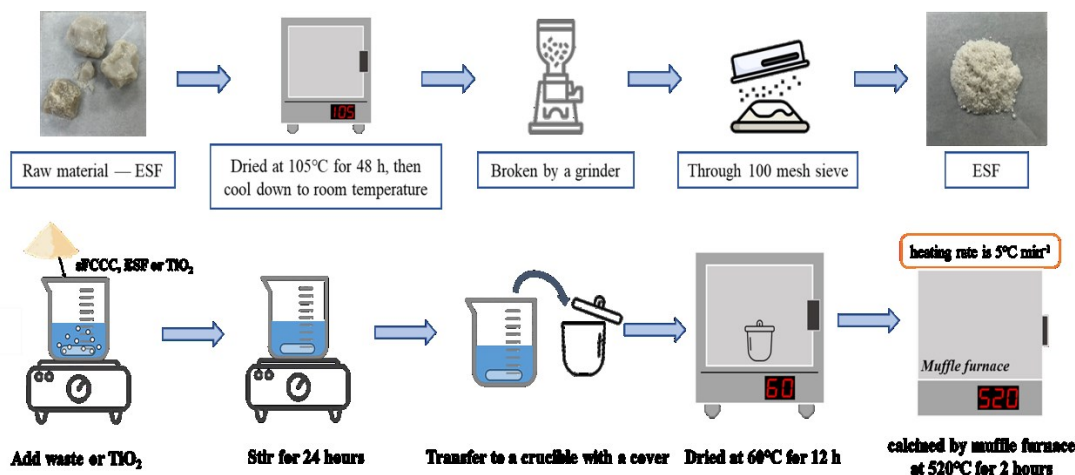 105
Raw material — ESF
Dried at 105°C for 48 h, then
cool down to room temperature
Broken by a grinder
Through 100 mesh sieve
ESF
sFCCC, ESF or TiO₂
heating rate is 5°C min⁻¹
60
Muffle furnace
520
Add waste or TiO₂
Stir for 24 hours
Transfer to a crucible with a cover
Dried at 60°C for 12 h
calcined by muffle furnace
at 520°C for 2 hours